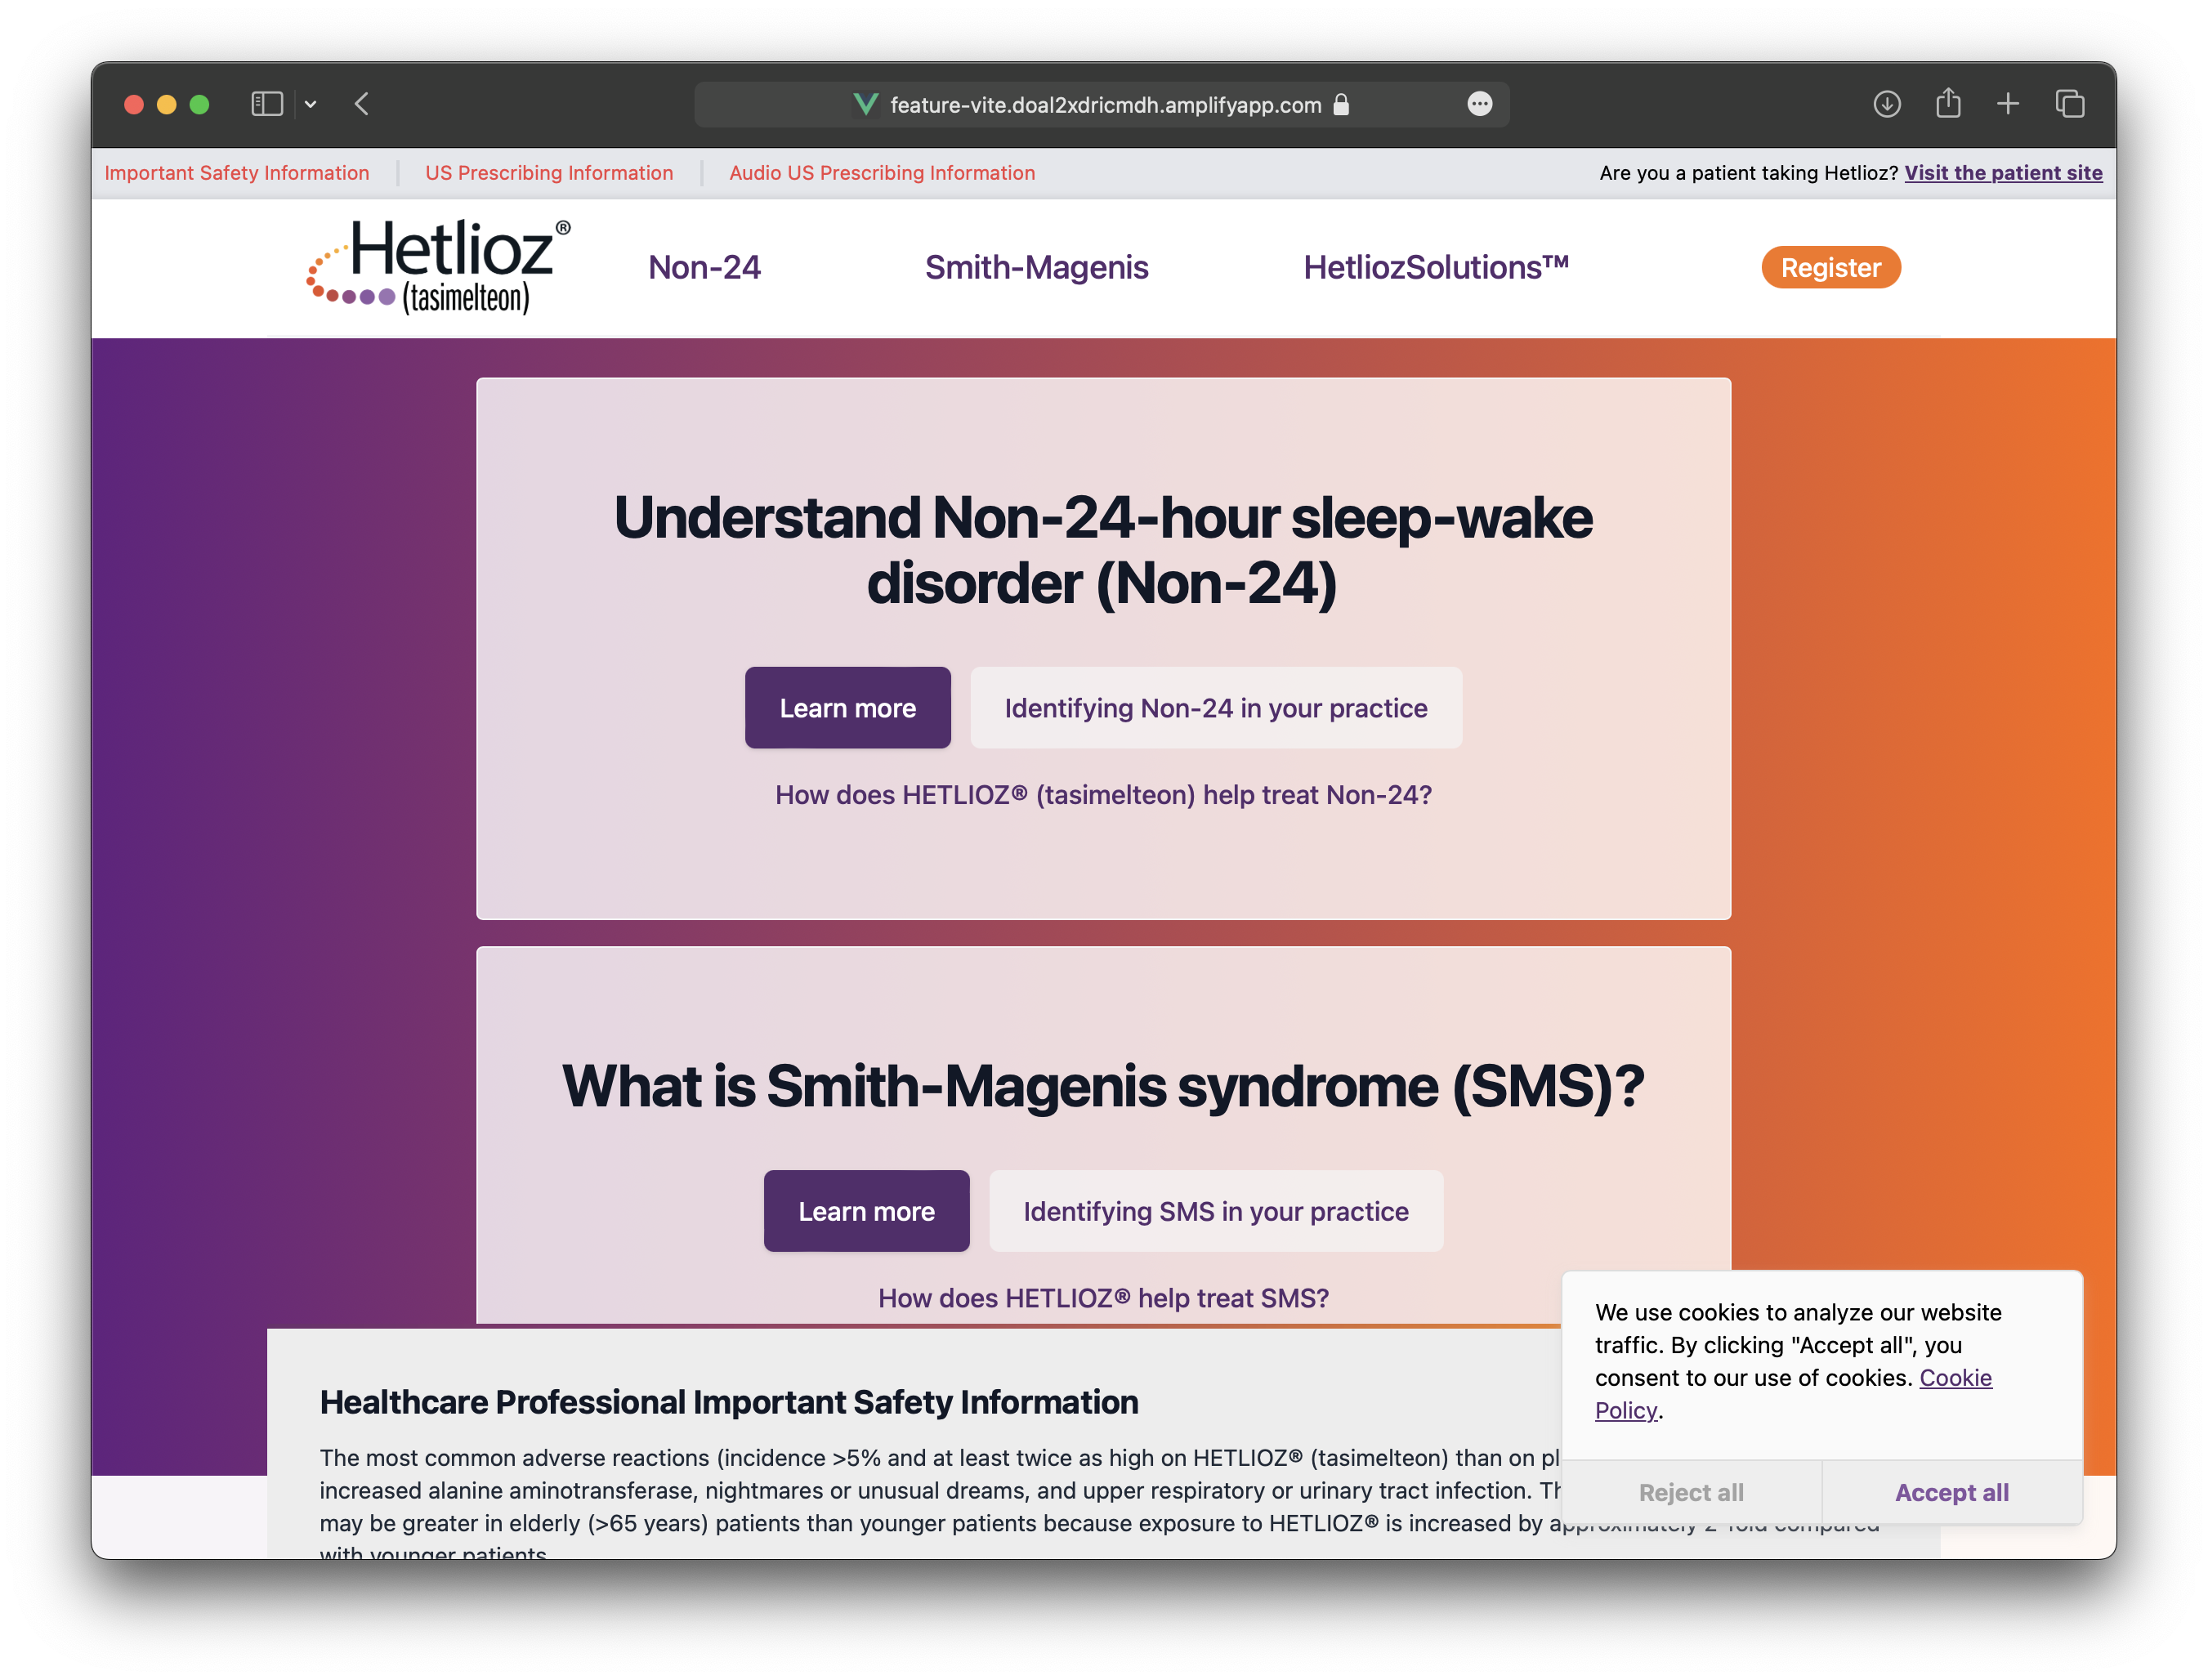 feature-vite.doal2xdricmdh.amplifyapp.com
Important Safety Information
US Prescribing Information
Audio US Prescribing Information
Are you a patient taking Hetlioz? Visit the patient site
Hetlioz®
(tasimelteon)
Non-24
Smith-Magenis
HetliozSolutions™
Register
Understand Non-24-hour sleep-wake
disorder (Non-24)
Learn more
Identifying Non-24 in your practice
How does HETLIOZ® (tasimelteon) help treat Non-24?
What is Smith-Magenis syndrome (SMS)?
Learn more
Identifying SMS in your practice
How does HETLIOZ® help treat SMS?
Healthcare Professional Important Safety Information
The most common adverse reactions (incidence >5% and at least twice as high on HETLIOZ® (tasimelteon) than on
increased alanine aminotransferase, nightmares or unusual dreams, and upper respiratory or urinary tract infection.
may be greater in elderly (>65 years) patients than younger patients because exposure to HETLIOZ® is increased by approximately 2-fold compared
with younger patients
We use cookies to analyze our website
traffic. By clicking "Accept all", you
consent to our use of cookies. Cookie
Policy.
Reject all
Accept all